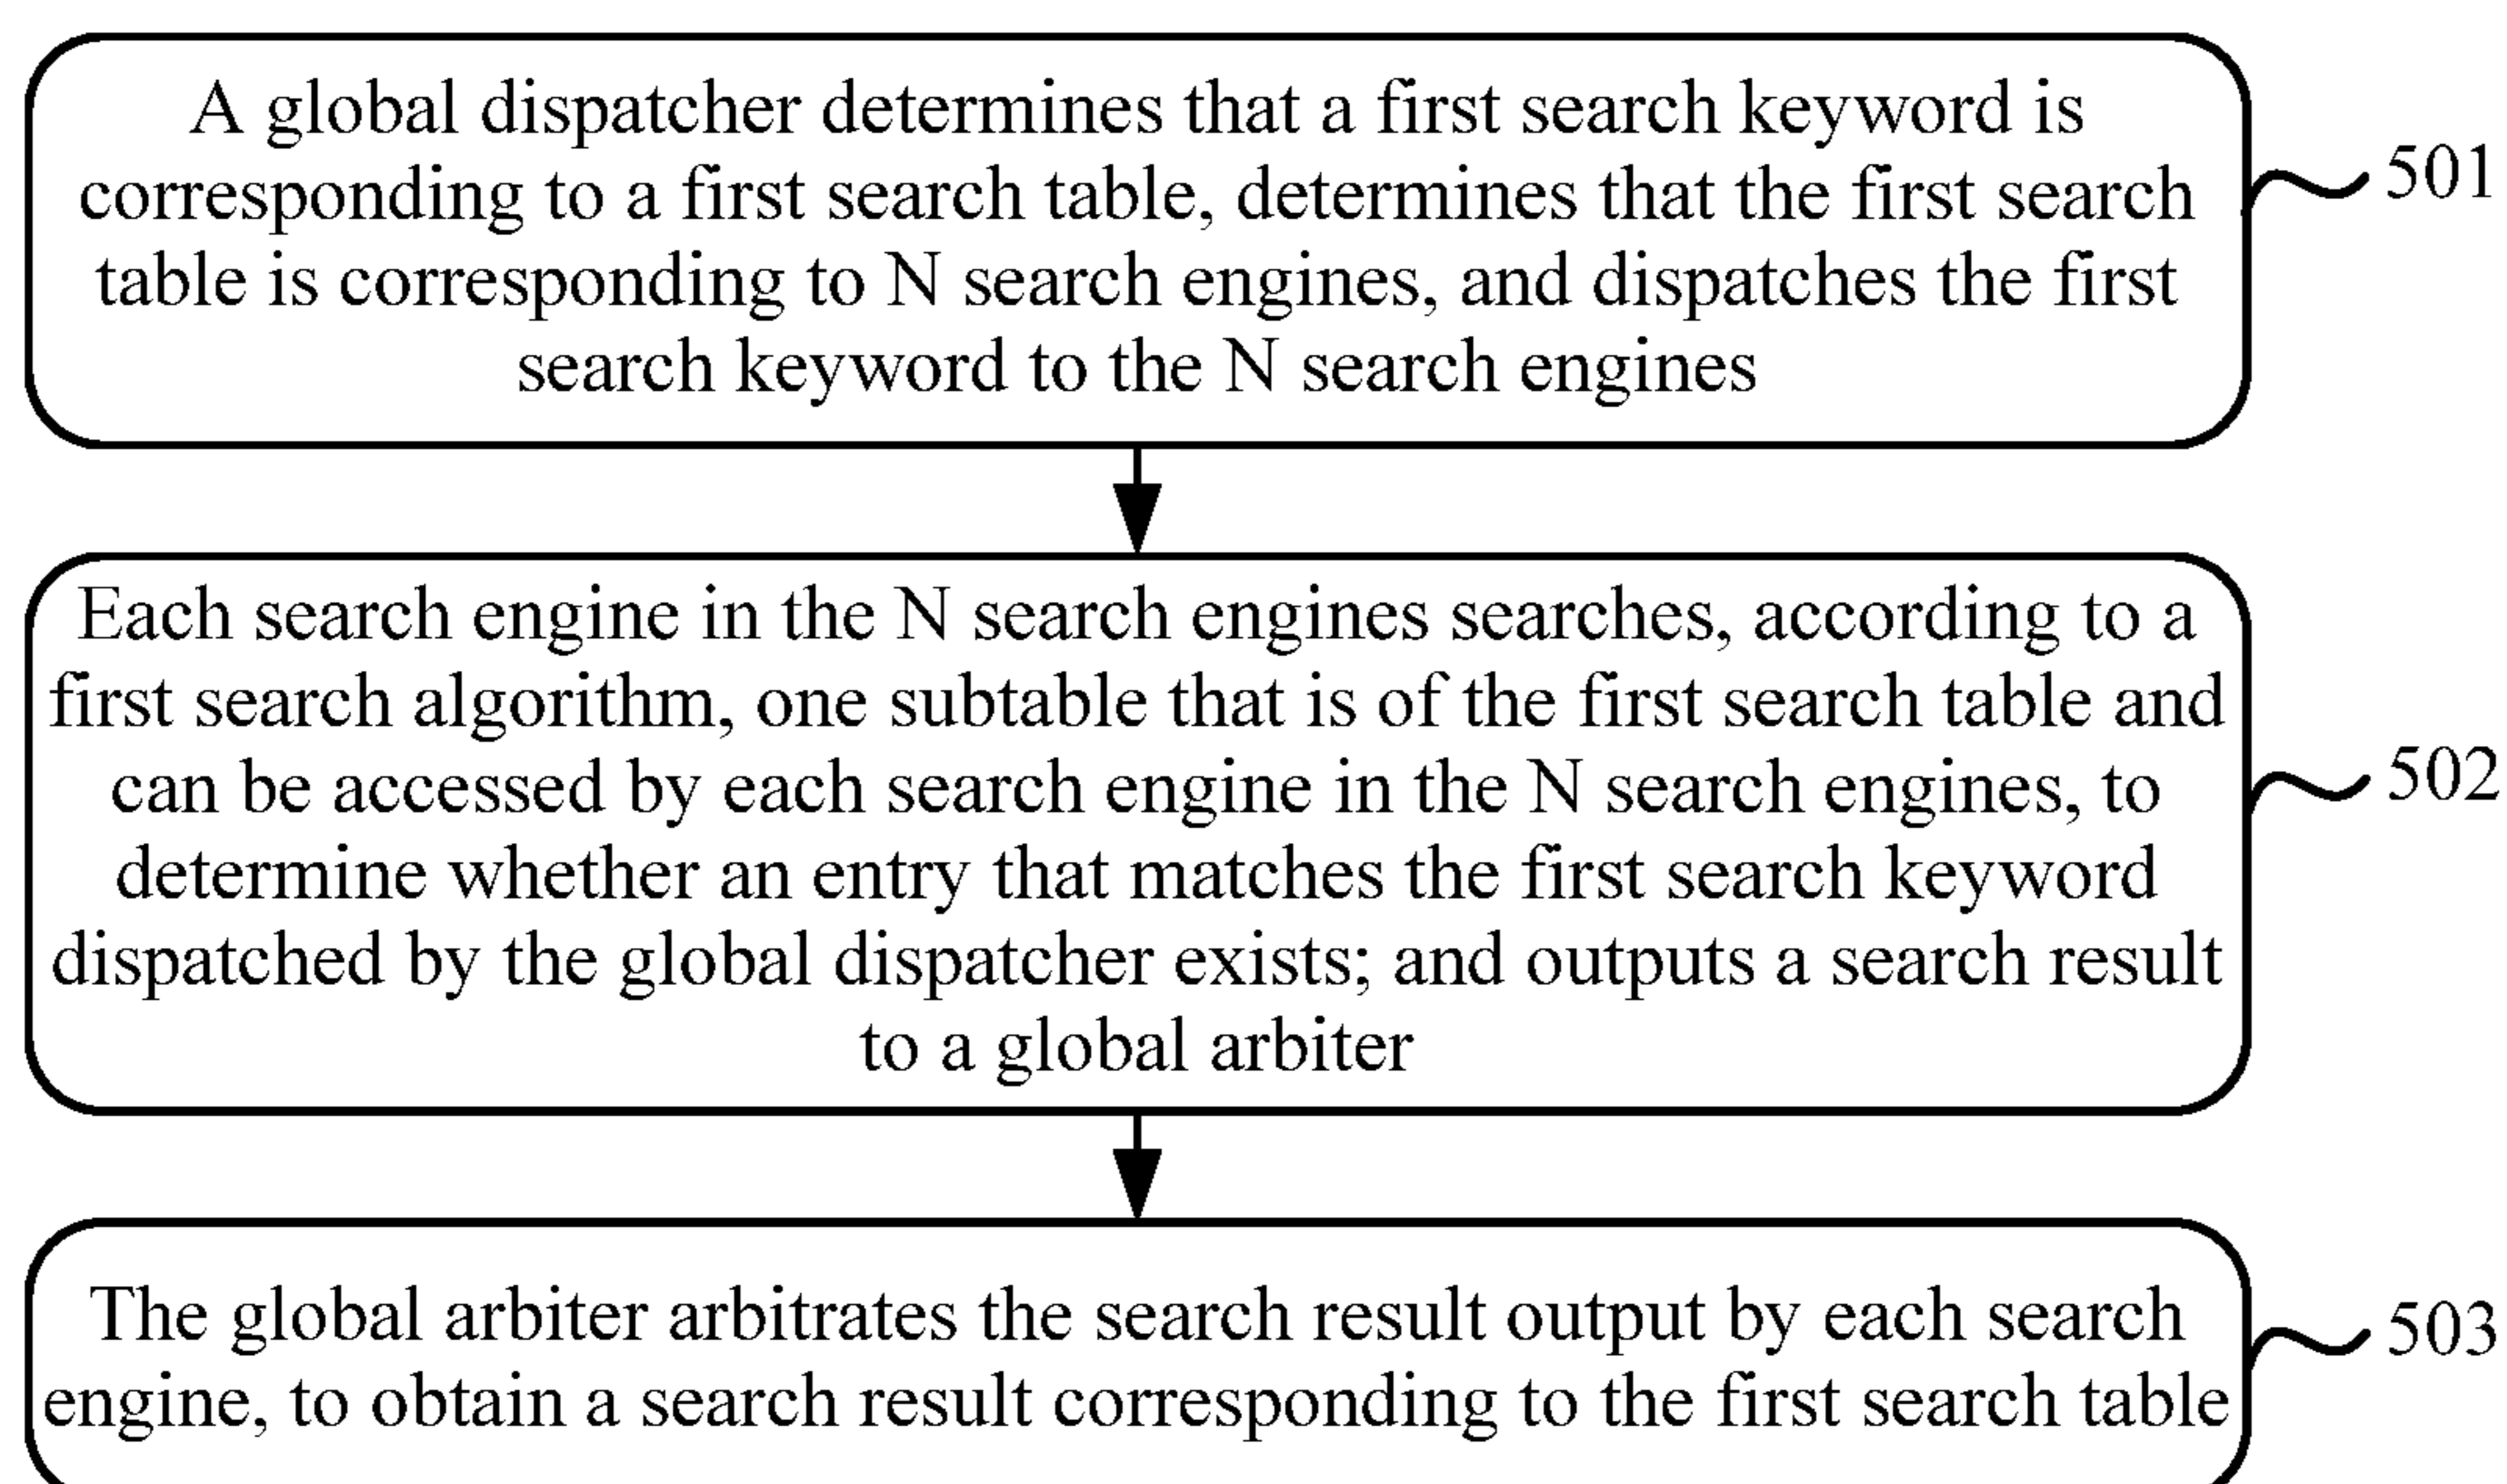 A global dispatcher determines that a first search keyword is
corresponding to a first search table, determines that the first search
table is corresponding to N search engines, and dispatches the first
search keyword to the N search engines
501
Each search engine in the N search engines searches, according to a
first search algorithm, one subtable that is of the first search table and
can be accessed by each search engine in the N search engines, to
determine whether an entry that matches the first search keyword
dispatched by the global dispatcher exists; and outputs a search result
to a global arbiter
502
The global arbiter arbitrates the search result output by each search
engine, to obtain a search result corresponding to the first search table
503